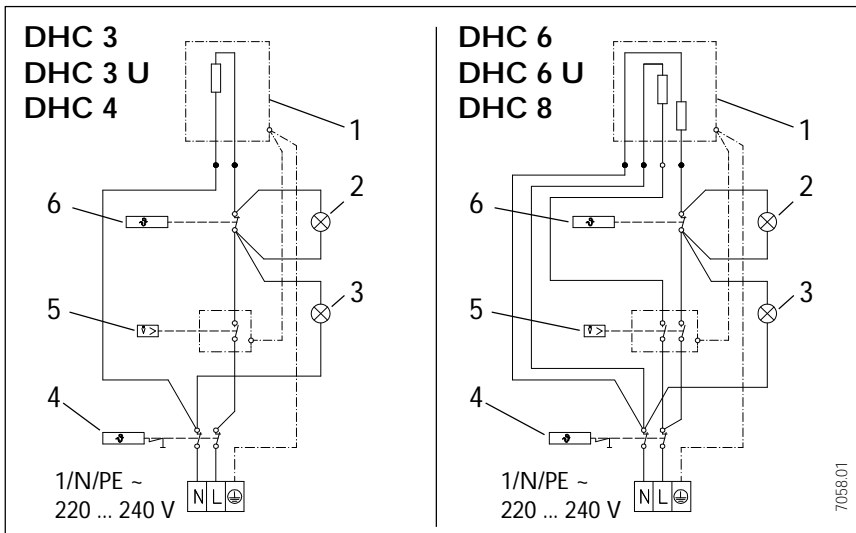 DHC 3
DHC 3 U
DHC 4
1
2
6
3
5
4
1/N/PE ~
220 ... 240 V
N L
DHC 6
DHC 6 U
DHC 8
1
2
6
3
5
4
1/N/PE ~
220 ... 240 V
N L
7058.01